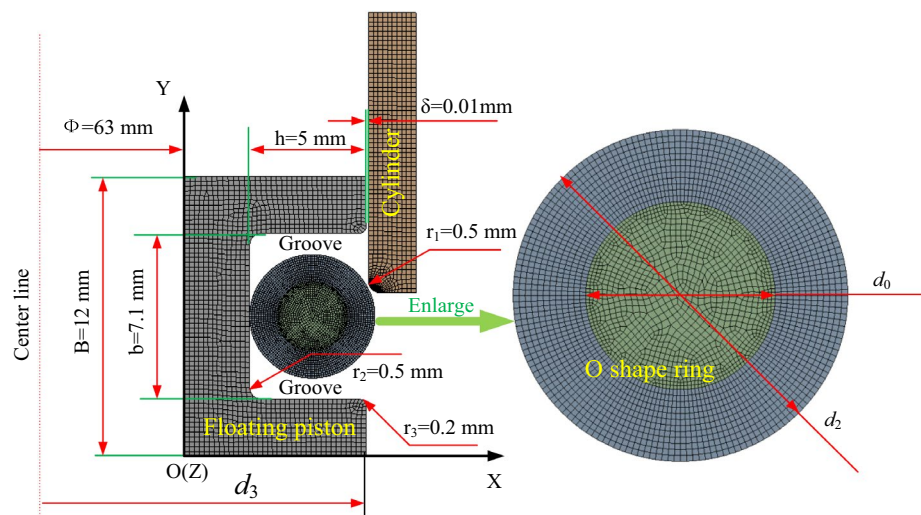 Y
δ=0.01mm
Φ=63 mm
h=5 mm
Cylinder
Groove
r₁=0.5 mm
Center line
B=12 mm
b=7.1 mm
Enlarge
d₀
O shape ring
r₂=0.5 mm
Groove
Floating piston
r₃=0.2 mm
d₂
O(Z)
X
d₃